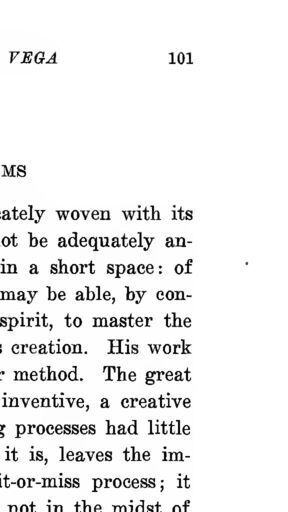 VEGA 101
MS
ately woven with its
ot be adequately an-
in a short space: of
may be able, by con-
spirit, to master the
creation. His work
method. The great
inventive, a creative
processes had little
it is, leaves the im-
it-or-miss process; it
not in the midst of